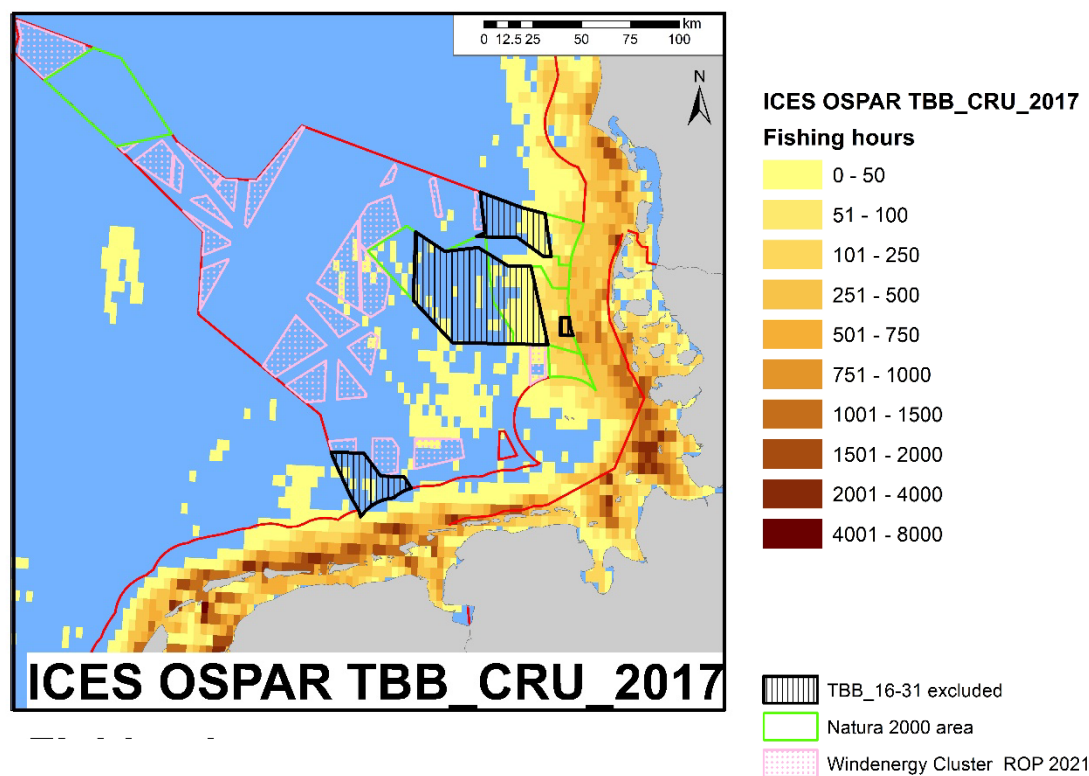 km
0 12.5 25 50 75 100
N
ICES OSPAR TBB_CRU_2017
ICES OSPAR TBB_CRU_2017
Fishing hours
0 - 50
51 - 100
101 - 250
251 - 500
501 - 750
751 - 1000
1001 - 1500
1501 - 2000
2001 - 4000
4001 - 8000
TBB_16-31 excluded
Natura 2000 area
Windenergy Cluster ROP 2021